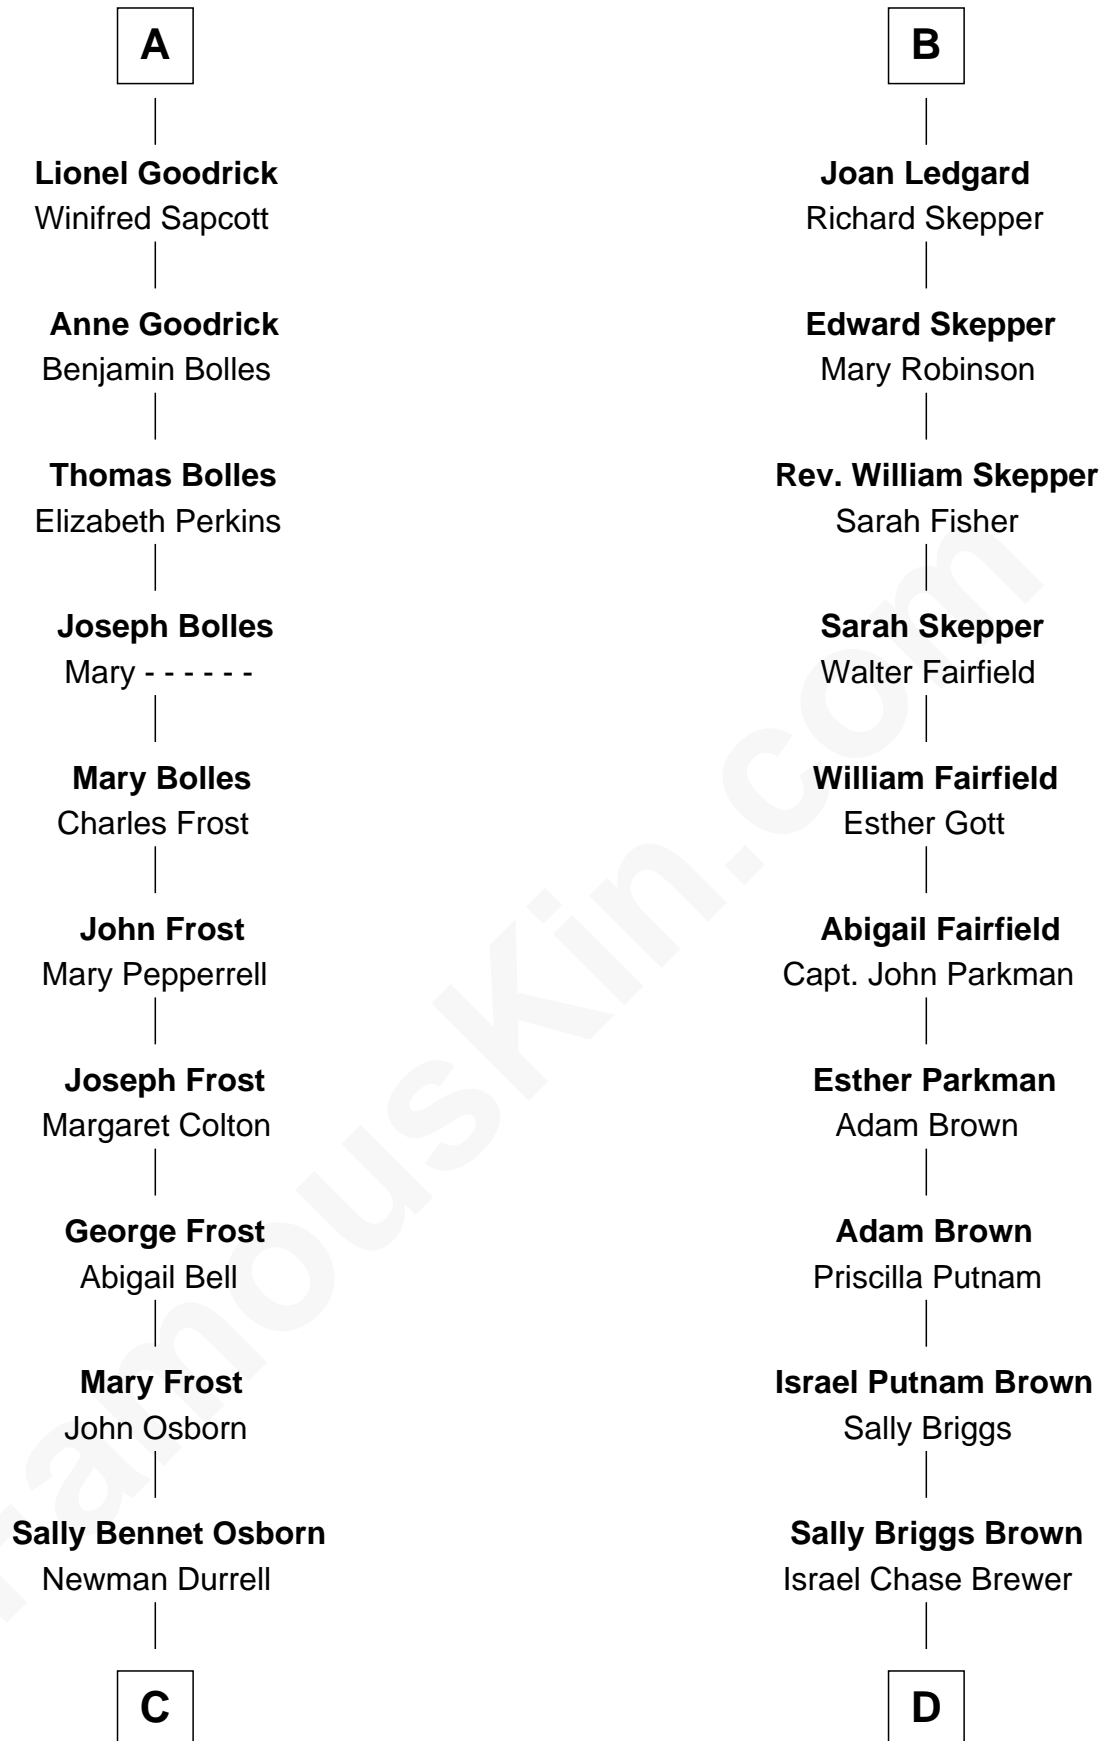 A
Lionel Goodrick
Winifred Sapcott
Anne Goodrick
Benjamin Bolles
Thomas Bolles
Elizabeth Perkins
Joseph Bolles
Mary - - - - - -
Mary Bolles
Charles Frost
John Frost
Mary Pepperrell
Joseph Frost
Margaret Colton
George Frost
Abigail Bell
Mary Frost
John Osborn
Sally Bennet Osborn
Newman Durrell
C
B
Joan Ledgard
Richard Skepper
Edward Skepper
Mary Robinson
Rev. William Skepper
Sarah Fisher
Sarah Skepper
Walter Fairfield
William Fairfield
Esther Gott
Abigail Fairfield
Capt. John Parkman
Esther Parkman
Adam Brown
Adam Brown
Priscilla Putnam
Israel Putnam Brown
Sally Briggs
Sally Briggs Brown
Israel Chase Brewer
D
FamousKin.com